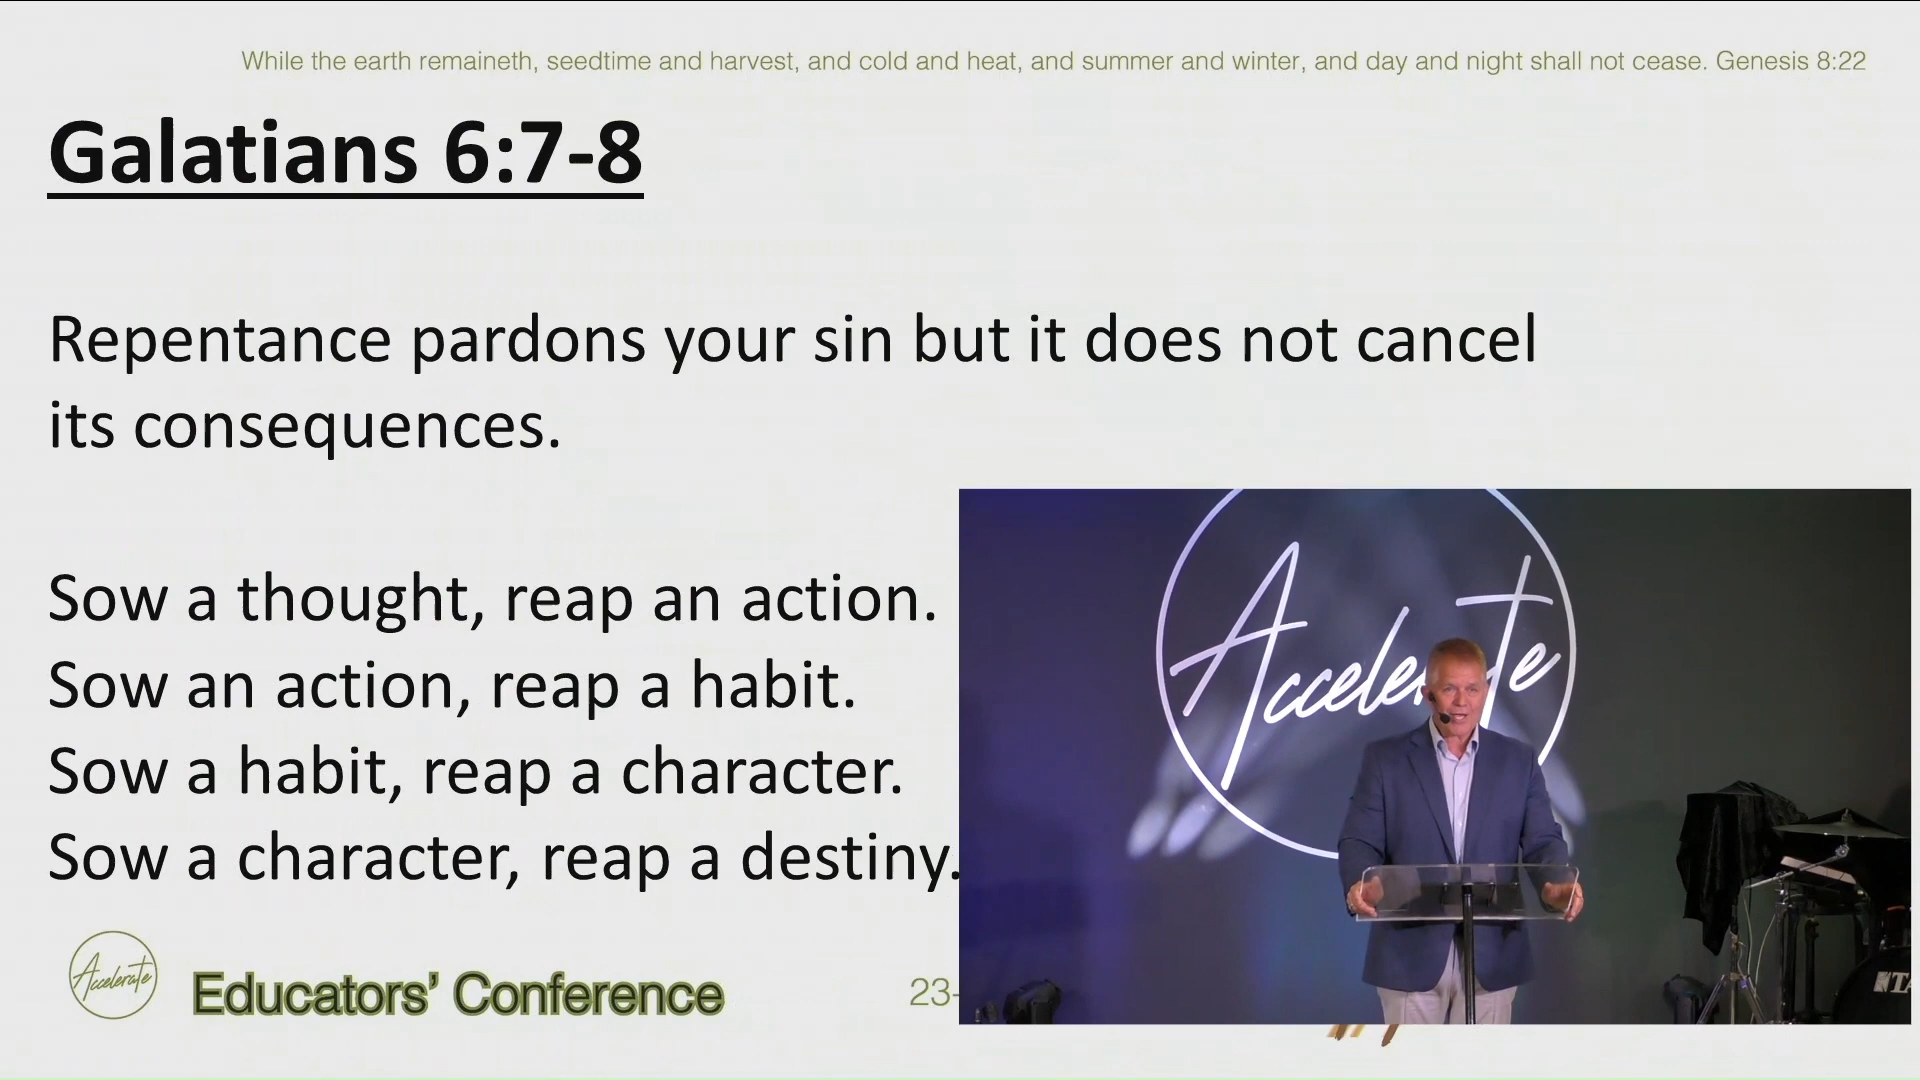 While the earth remaineth, seedtime and harvest, and cold and heat, and summer and winter, and day and night shall not cease. Genesis 8:22
Galatians 6:7-8
Repentance pardons your sin but it does not cancel
its consequences.
Sow a thought, reap an action.
Sow an action, reap a habit.
Sow a habit, reap a character.
Sow a character, reap a destiny.
Accelerate
Accelerate
Educators’ Conference
23-